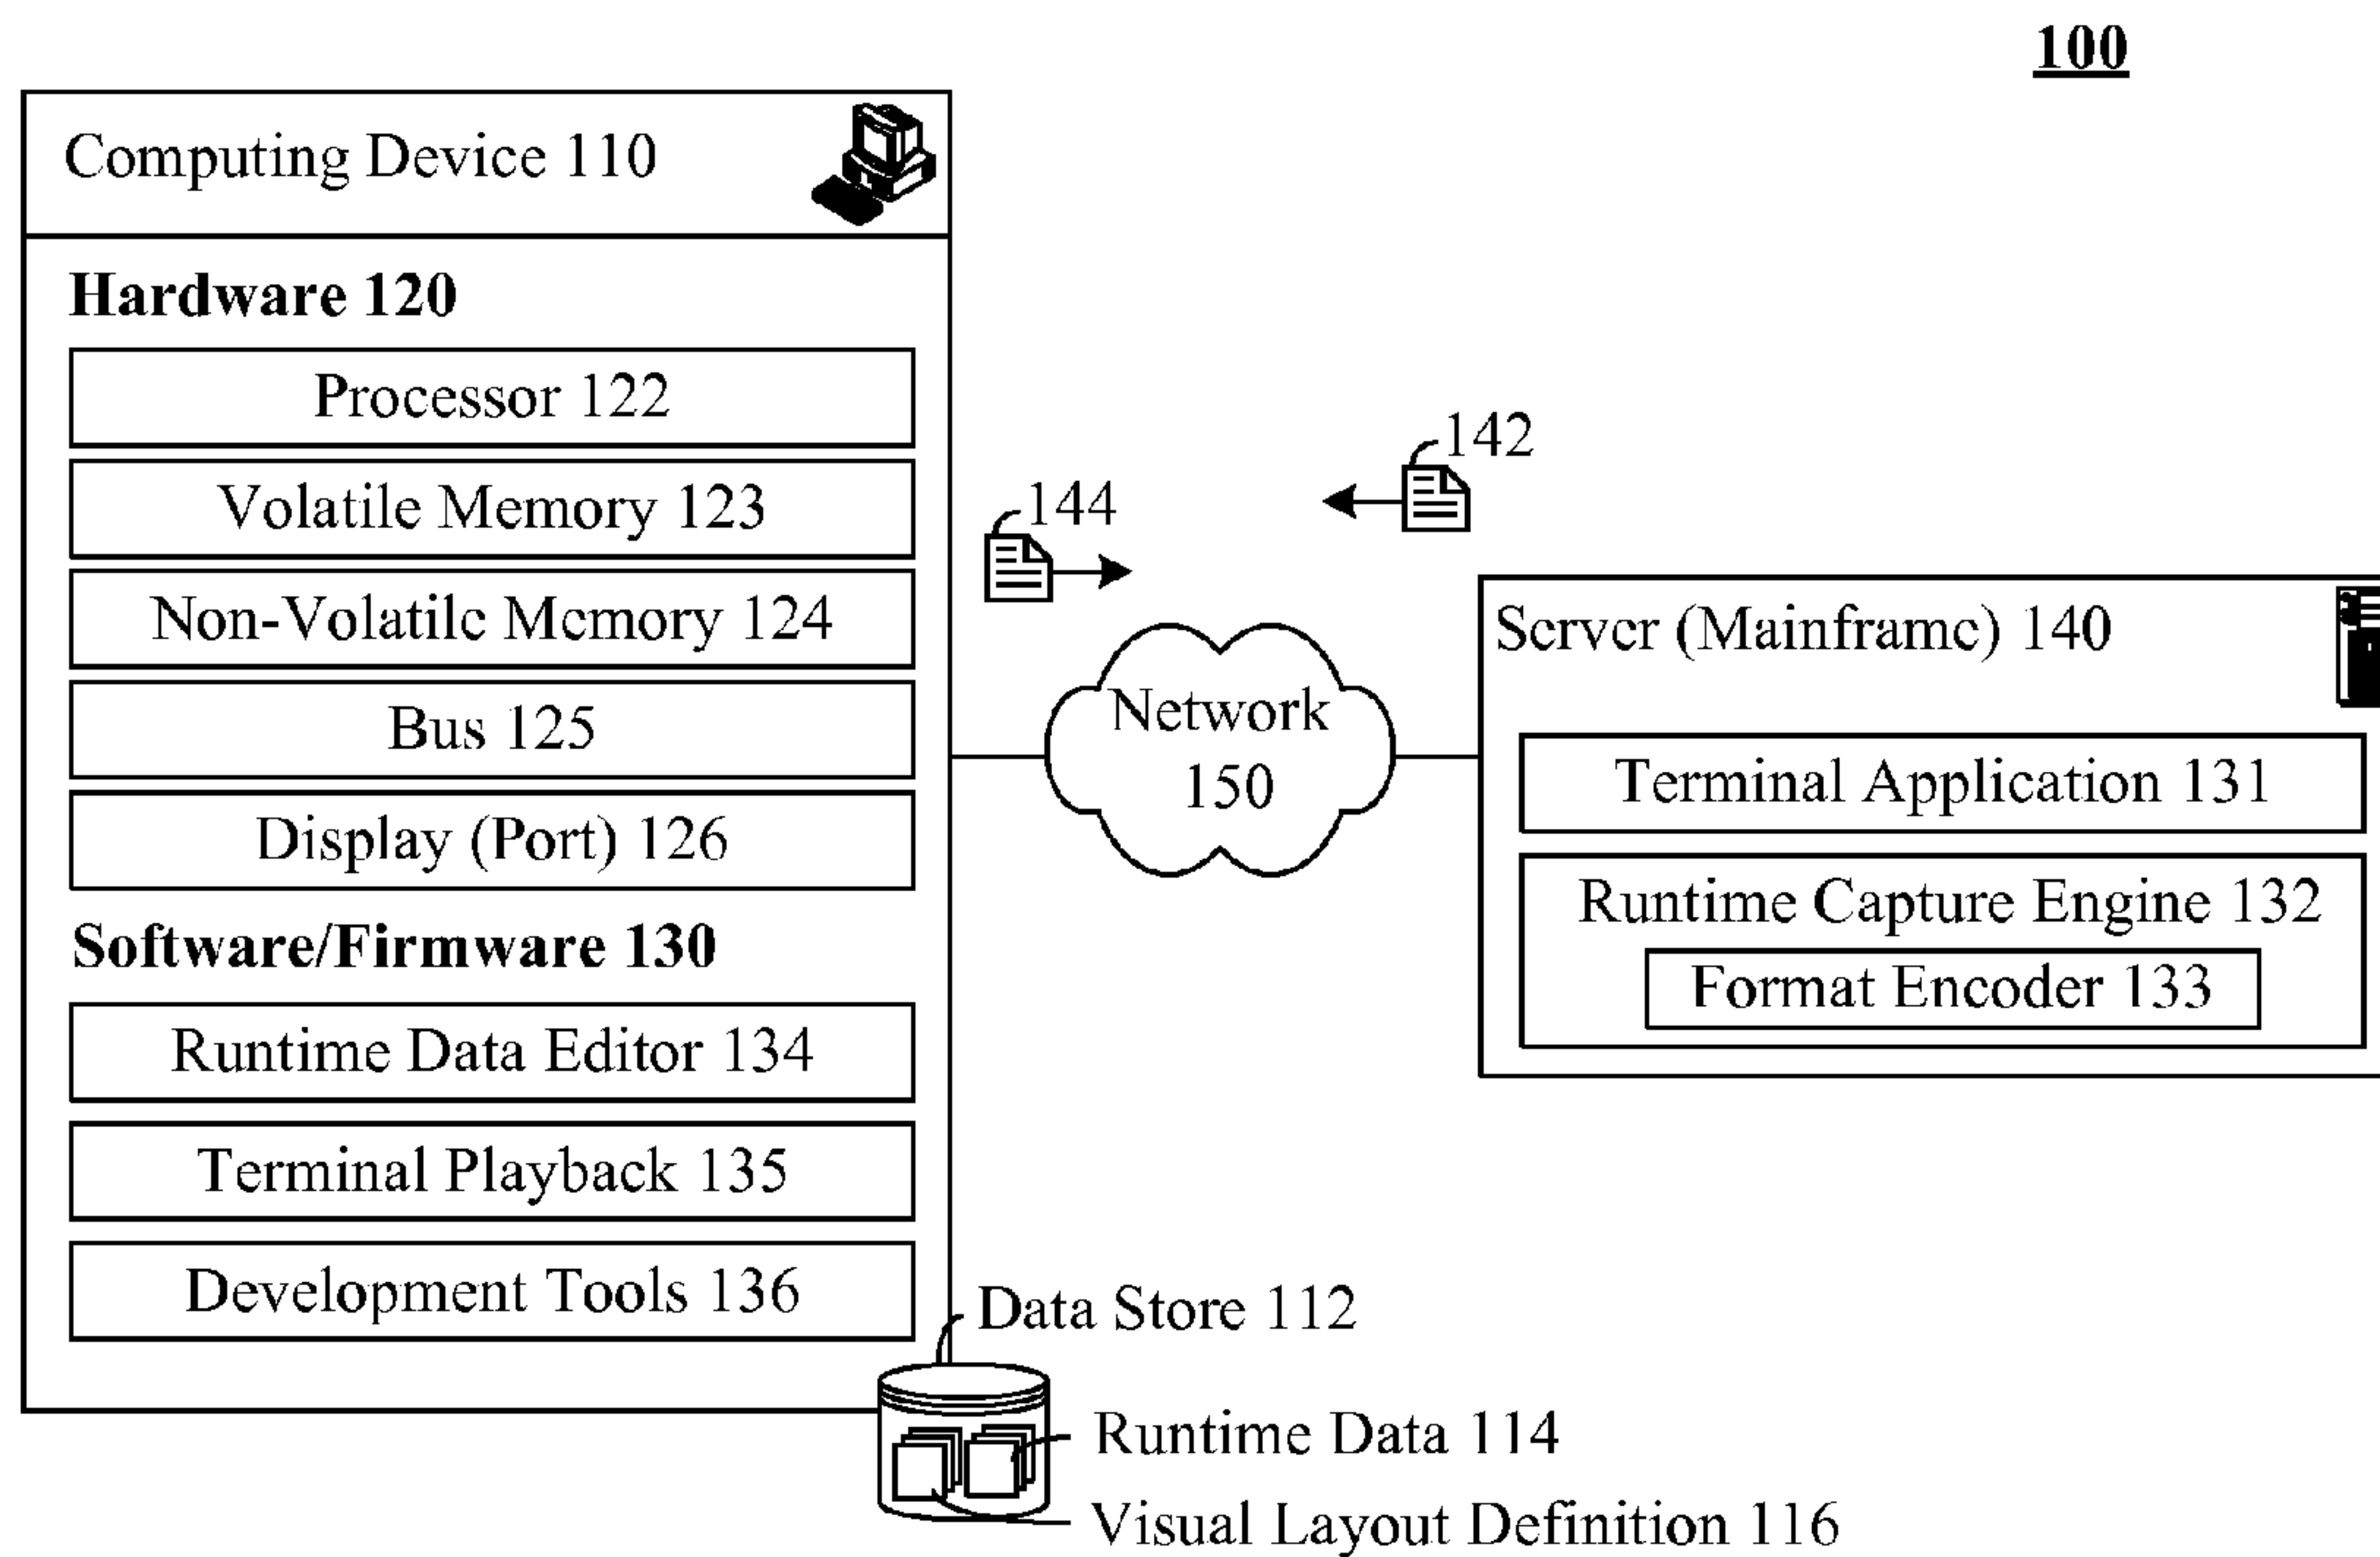 100
Computing Device 110
Hardware 120
Processor 122
Volatile Memory 123
Non-Volatile Memory 124
Bus 125
Display (Port) 126
Software/Firmware 130
Runtime Data Editor 134
Terminal Playback 135
Development Tools 136
144
142
Network
150
Server (Mainframe) 140
Terminal Application 131
Runtime Capture Engine 132
Format Encoder 133
Data Store 112
Runtime Data 114
Visual Layout Definition 116